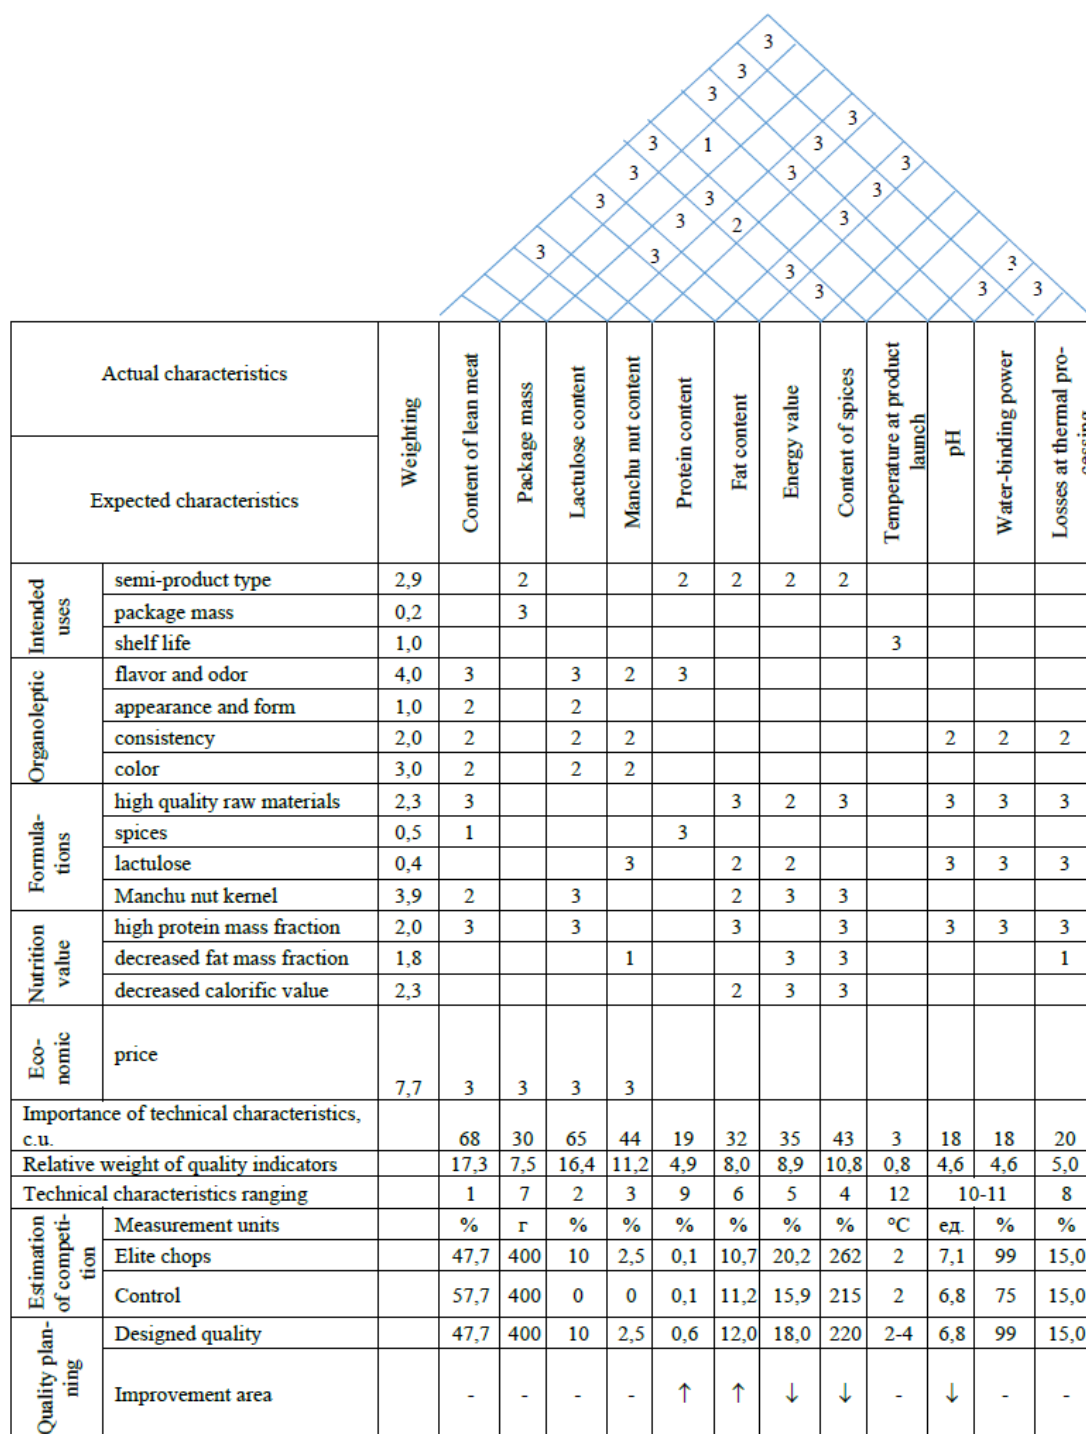 3
3
3
3
3
3
1
3
3
3
3
3
3
3
3
3
2
3
3
3
3
3
3
3
3
Actual characteristics
Expected characteristics
Weighting
Content of lean meat
Package mass
Lactulose content
Manchu nut content
Protein content
Fat content
Energy value
Content of spices
Temperature at product
launch
pH
Water-binding power
Losses at thermal pro-
cessing
Intended
uses
semi-product type 2,9 2 2 2 2 2
package mass 0,2 3
shelf life 1,0 3
Organoleptic
flavor and odor 4,0 3 3 2 3
appearance and form 1,0 2 2
consistency 2,0 2 2 2 2 2 2
color 3,0 2 2 2
Formula-
tions
high quality raw materials 2,3 3 3 2 3 3 3 3
spices 0,5 1 3
lactulose 0,4 3 2 2 3 3 3
Manchu nut kernel 3,9 2 3 2 3 3
Nutrition
value
high protein mass fraction 2,0 3 3 3 3 3 3 3
decreased fat mass fraction 1,8 1 3 3 1
decreased calorific value 2,3 2 3 3
Eco-
nomic
price
7,7 3 3 3 3
Importance of technical characteristics,
c.u. 68 30 65 44 19 32 35 43 3 18 18 20
Relative weight of quality indicators 17,3 7,5 16,4 11,2 4,9 8,0 8,9 10,8 0,8 4,6 4,6 5,0
Technical characteristics ranging 1 7 2 3 9 6 5 4 12 10-11 8
Estimation
of competi-
tion
Measurement units % г % % % % % % °C ед. % %
Elite chops 47,7 400 10 2,5 0,1 10,7 20,2 262 2 7,1 99 15,0
Control 57,7 400 0 0 0,1 11,2 15,9 215 2 6,8 75 15,0
Quality plan-
ning
Designed quality 47,7 400 10 2,5 0,6 12,0 18,0 220 2-4 6,8 99 15,0
Improvement area - - - - ↑ ↑ ↓ ↓ - ↓ - -